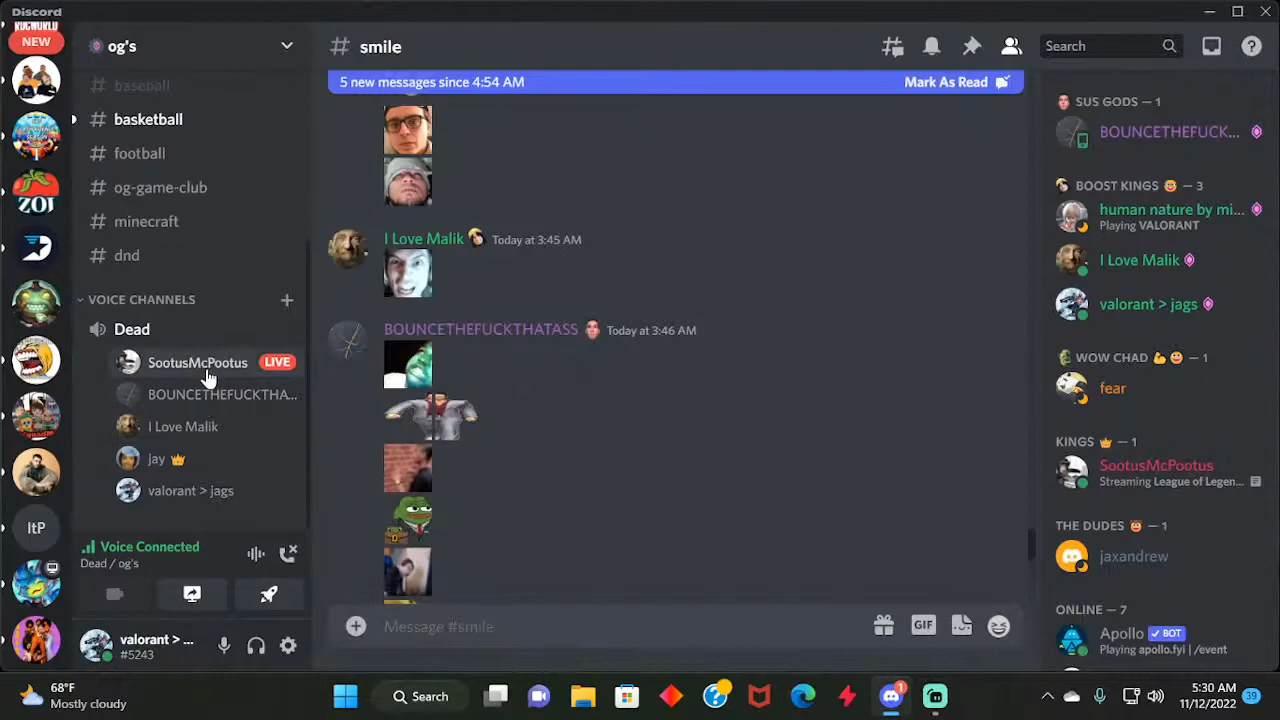 Discord
RDCWORLD
NEW
ZOI
ItP
og's
baseball
basketball
football
og-game-club
minecraft
dnd
VOICE CHANNELS
Dead
SootusMcPootus LIVE
BOUNCETHEFUCKTHA...
I Love Malik
jay
valorant > jags
Voice Connected
Dead / og's
valorant > ...
#5243
# smile
Search
5 new messages since 4:54 AM Mark As Read
I Love Malik Today at 3:45 AM
BOUNCETHEFUCKTHATASS Today at 3:46 AM
Message #smile
GIF
SUS GODS — 1
BOUNCETHEFUCK...
BOOST KINGS — 3
human nature by mi...
Playing VALORANT
I Love Malik
valorant > jags
WOW CHAD — 1
fear
KINGS — 1
SootusMcPootus
Streaming League of Legen...
THE DUDES — 1
jaxandrew
ONLINE — 7
Apollo ✓ BOT
Playing apollo.fyi | /event
68°F
Mostly cloudy
Search
1
5:30 AM
11/12/2022
39